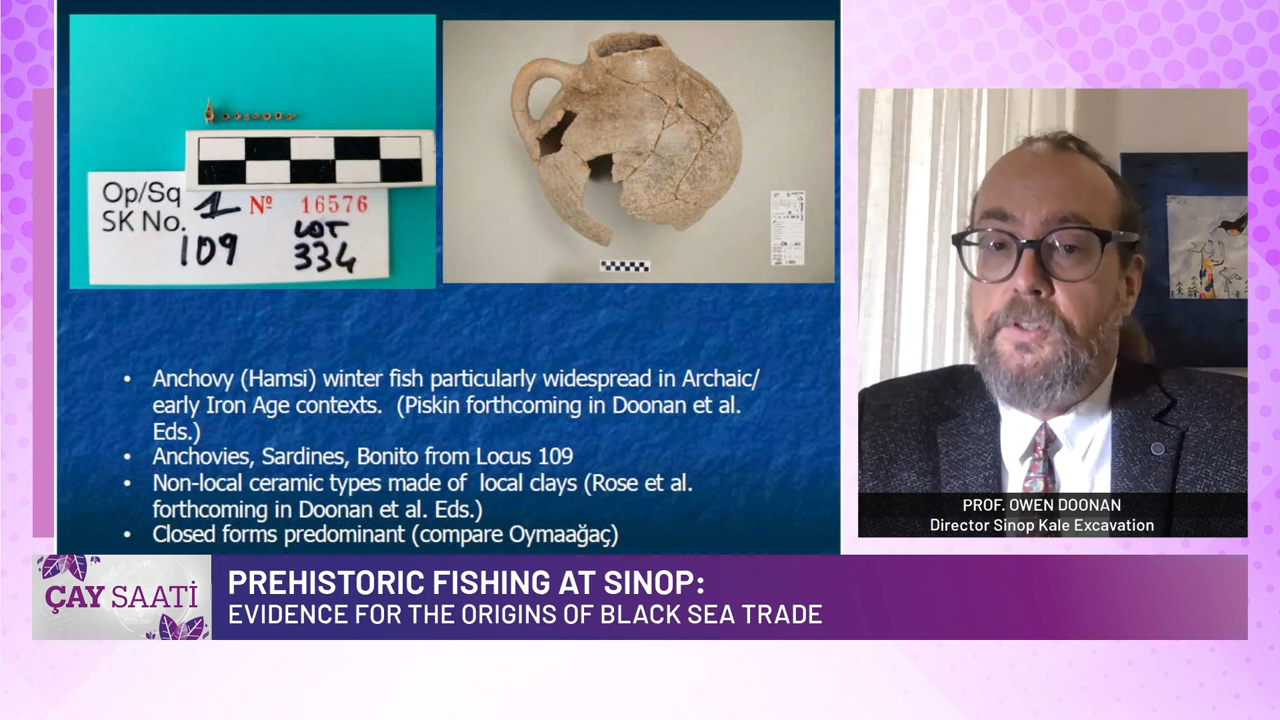 Op/Sq 1 Nº 16576
SK No. 109 LOT 334
• Anchovy (Hamsi) winter fish particularly widespread in Archaic/
early Iron Age contexts. (Piskin forthcoming in Doonan et al.
Eds.)
• Anchovies, Sardines, Bonito from Locus 109
• Non-local ceramic types made of local clays (Rose et al.
forthcoming in Doonan et al. Eds.)
• Closed forms predominant (compare Oymaağaç)
PROF. OWEN DOONAN
Director Sinop Kale Excavation
ÇAY SAATİ
PREHISTORIC FISHING AT SINOP:
EVIDENCE FOR THE ORIGINS OF BLACK SEA TRADE